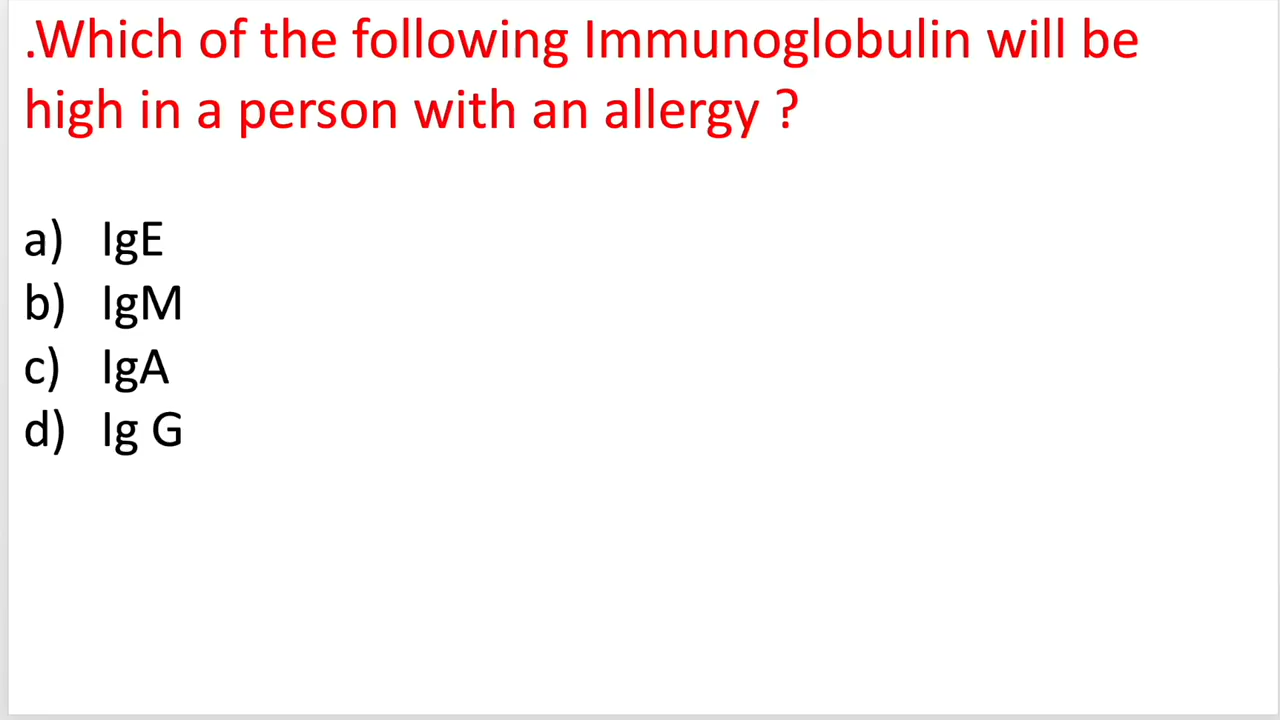 .Which of the following Immunoglobulin will be
high in a person with an allergy ?
a) IgE
b) IgM
c) IgA
d) Ig G